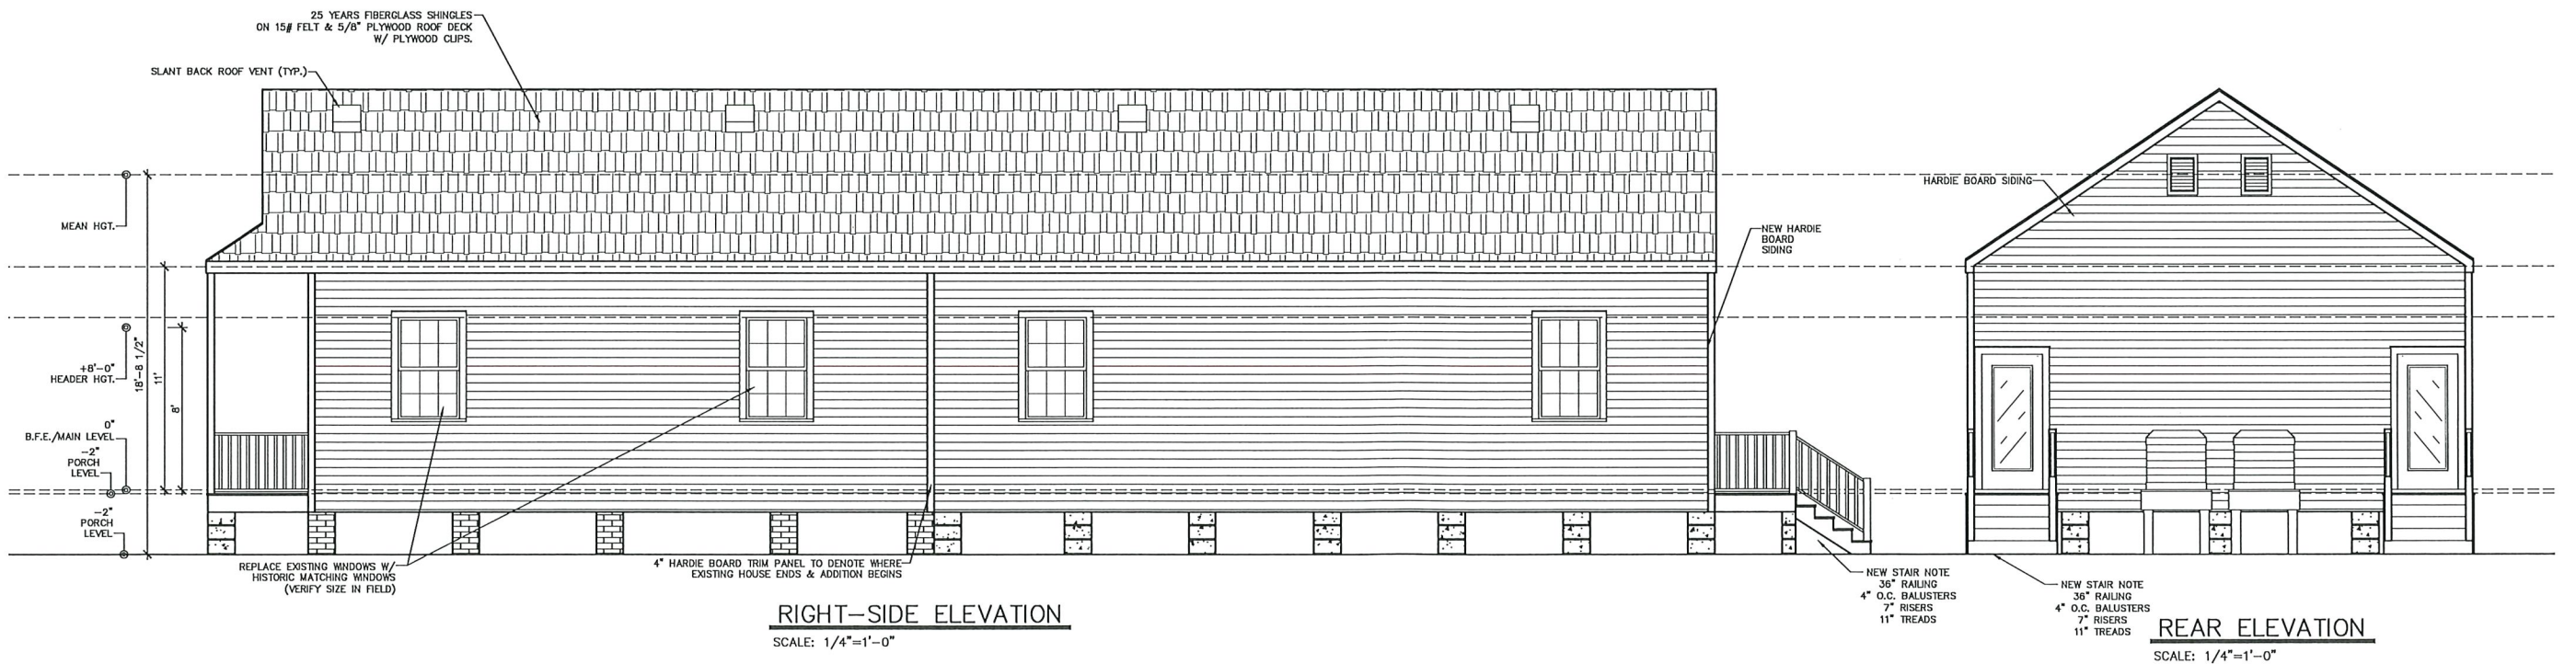 25 YEARS FIBERGLASS SHINGLES
ON 15# FELT & 5/8" PLYWOOD ROOF DECK
W/ PLYWOOD CLIPS.
SLANT BACK ROOF VENT (TYP.)
MEAN HGT.
+8'-0"
HEADER HGT.
0"
B.F.E./MAIN LEVEL
-2"
PORCH
LEVEL
-2"
PORCH
LEVEL
18'-8 1/2"
11'
8'
REPLACE EXISTING WINDOWS W/
HISTORIC MATCHING WINDOWS
(VERIFY SIZE IN FIELD)
4" HARDIE BOARD TRIM PANEL TO DENOTE WHERE
EXISTING HOUSE ENDS & ADDITION BEGINS
NEW HARDIE
BOARD
SIDING
NEW STAIR NOTE
36" RAILING
4" O.C. BALUSTERS
7" RISERS
11" TREADS
RIGHT-SIDE ELEVATION
SCALE: 1/4"=1'-0"
HARDIE BOARD SIDING
NEW STAIR NOTE
36" RAILING
4" O.C. BALUSTERS
7" RISERS
11" TREADS
REAR ELEVATION
SCALE: 1/4"=1'-0"